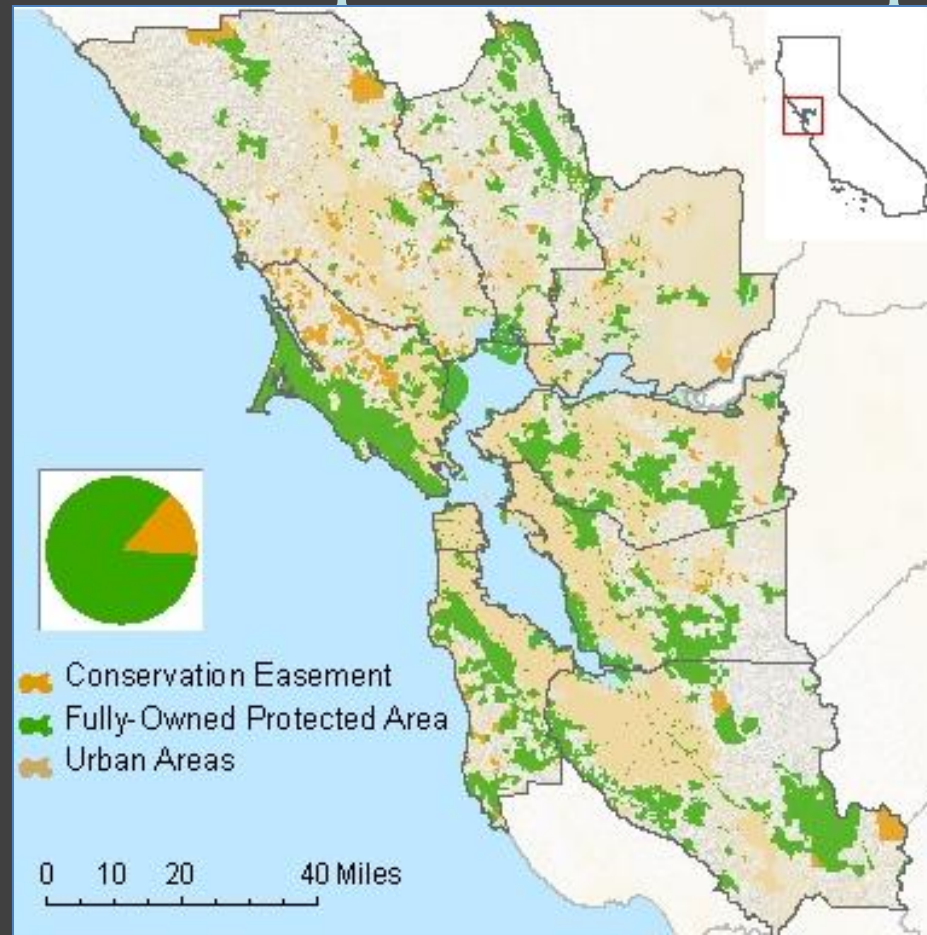 Conservation Easement
Fully-Owned Protected Area
Urban Areas
0 10 20 40 Miles